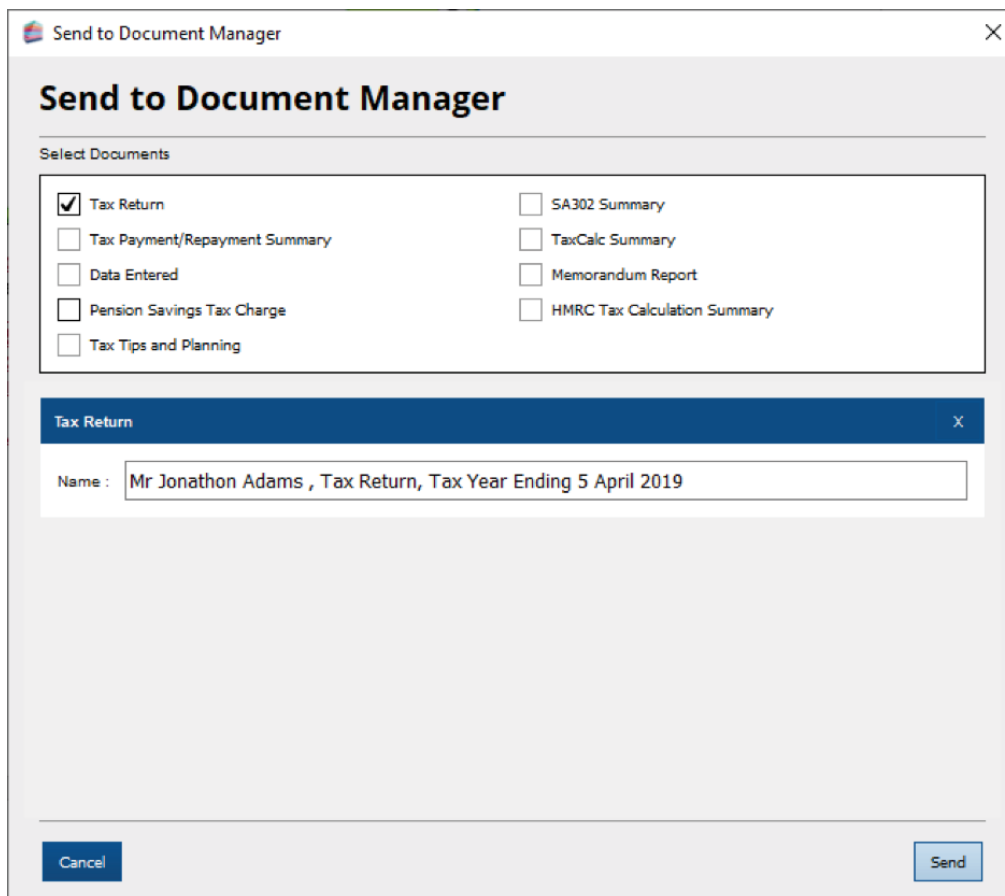 Send to Document Manager
Send to Document Manager
Select Documents
Tax Return
SA302 Summary
Tax Payment/Repayment Summary
TaxCalc Summary
Data Entered
Memorandum Report
Pension Savings Tax Charge
HMRC Tax Calculation Summary
Tax Tips and Planning
Tax Return X
Name : Mr Jonathon Adams , Tax Return, Tax Year Ending 5 April 2019
Cancel
Send